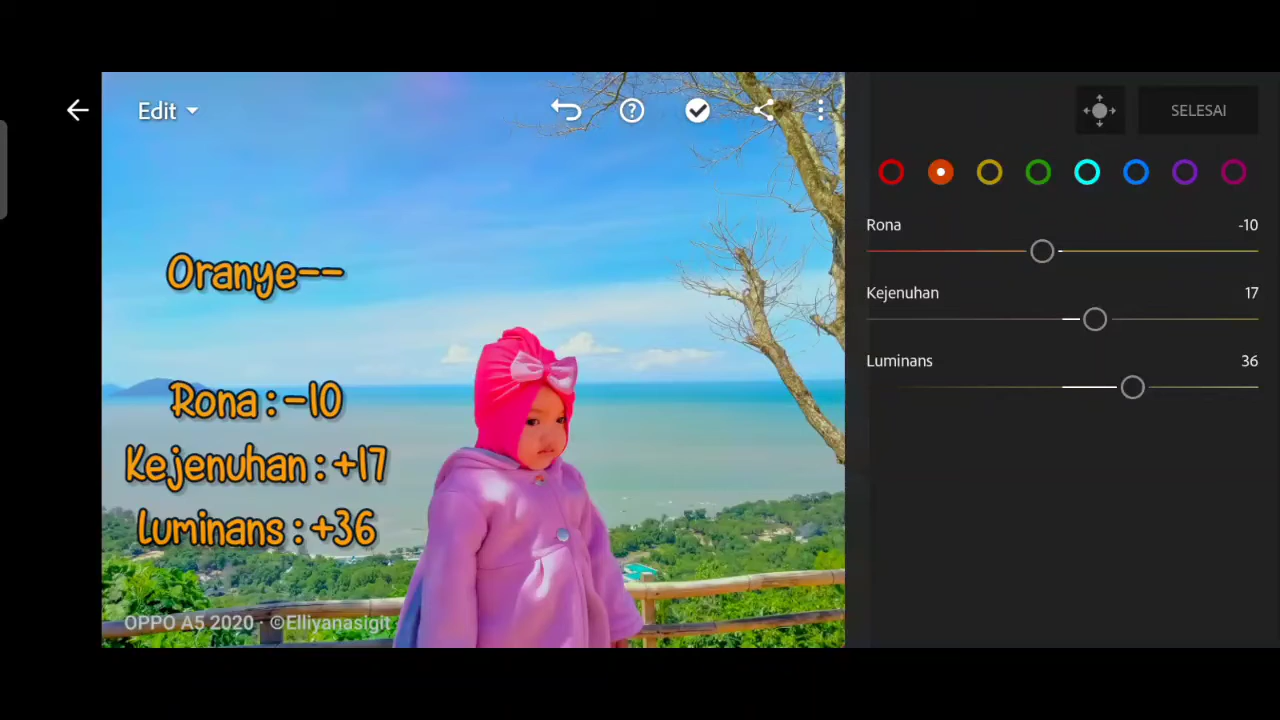 Edit
SELESAI
Rona -10
Kejenuhan 17
Luminans 36
Oranye--
Rona : -10
Kejenuhan : +17
Luminans : +36
OPPO A5 2020 · ©Elliyanasigit